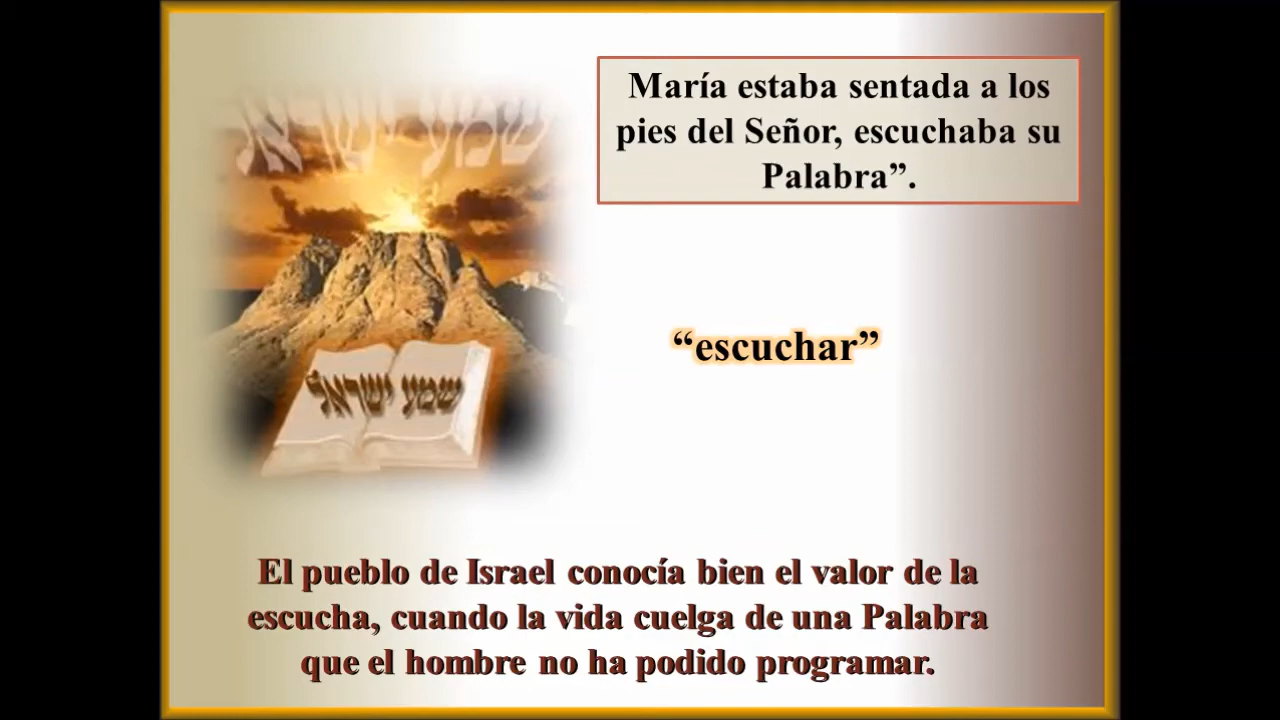 שמע ישראל
María estaba sentada a los
pies del Señor, escuchaba su
Palabra”.
“escuchar”
שמע ישראל
El pueblo de Israel conocía bien el valor de la
escucha, cuando la vida cuelga de una Palabra
que el hombre no ha podido programar.